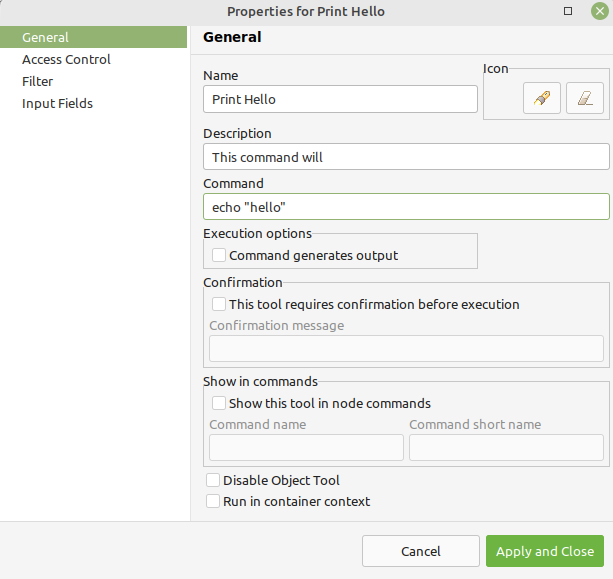 Properties for Print Hello
General
Access Control
Filter
Input Fields
General
Name
Icon
Print Hello
Description
This command will
Command
echo "hello"
Execution options
Command generates output
Confirmation
This tool requires confirmation before execution
Confirmation message
Show in commands
Show this tool in node commands
Command name
Command short name
Disable Object Tool
Run in container context
Cancel
Apply and Close